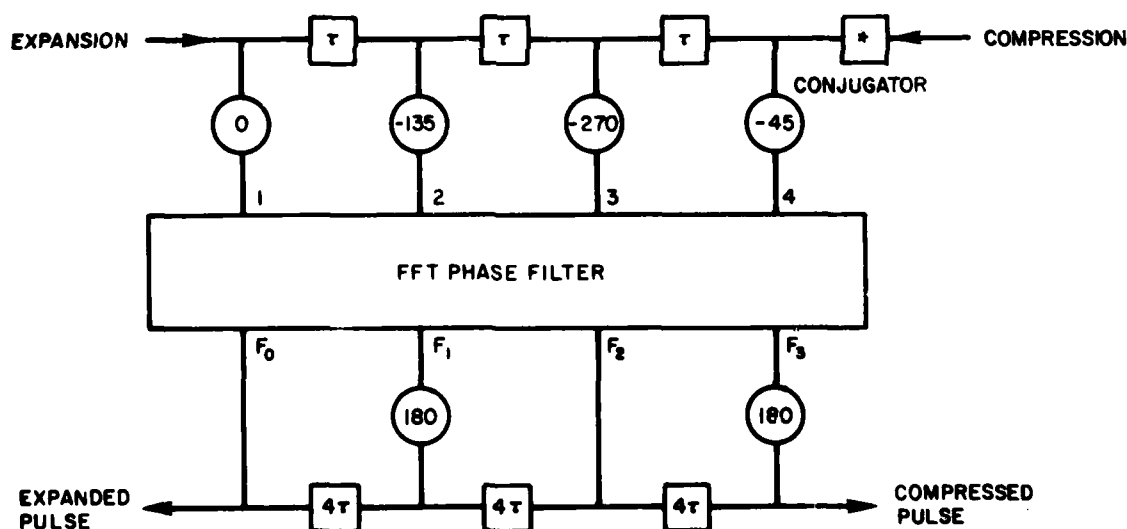 EXPANSION
τ
τ
τ
*
COMPRESSION
CONJUGATOR
0
-135
-270
-45
1
2
3
4
FFT PHASE FILTER
F₀
F₁
F₂
F₃
180
180
EXPANDED
PULSE
4τ
4τ
4τ
COMPRESSED
PULSE